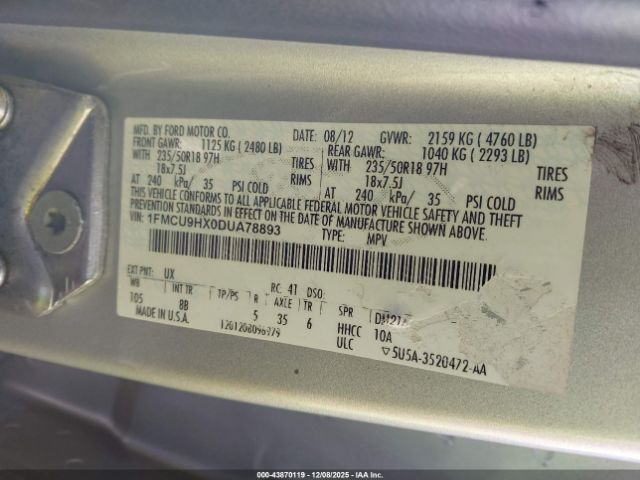 MFD. BY FORD MOTOR CO. DATE: 08/12 GVWR: 2159 KG ( 4760 LB)
FRONT GAWR: 1125 KG ( 2480 LB) REAR GAWR: 1040 KG ( 2293 LB)
WITH 235/50R18 97H TIRES WITH 235/50R18 97H TIRES
18x7.5J RIMS 18x7.5J RIMS
AT 240 kPa/ 35 PSI COLD AT 240 kPa/ 35 PSI COLD
THIS VEHICLE CONFORMS TO ALL APPLICABLE FEDERAL MOTOR VEHICLE SAFETY AND THEFT
PREVENTION STANDARDS IN EFFECT ON THE DATE OF MANUFACTURE SHOWN ABOVE.
VIN: 1FMCU9HX0DUA78893
TYPE: MPV
EXT PNT: UX RC: 41 DSO:
WB INT TR TP/PS R AXLE TR SPR
105 8B 5 35 6 HHCC 10A
MADE IN U.S.A. ULC
▽5U5A-3520472-AA
© IAA - 43870119 - 12/08/2025 - IAAI.com